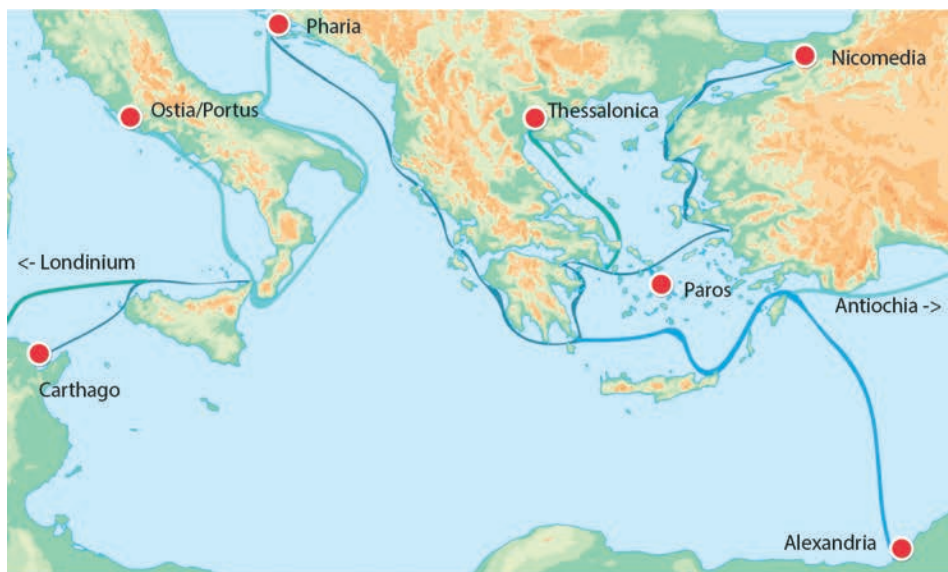 Pharia
Nicomedia
Ostia/Portus
Thessalonica
<- Londinium
Paros
Antiochia ->
Carthago
Alexandria